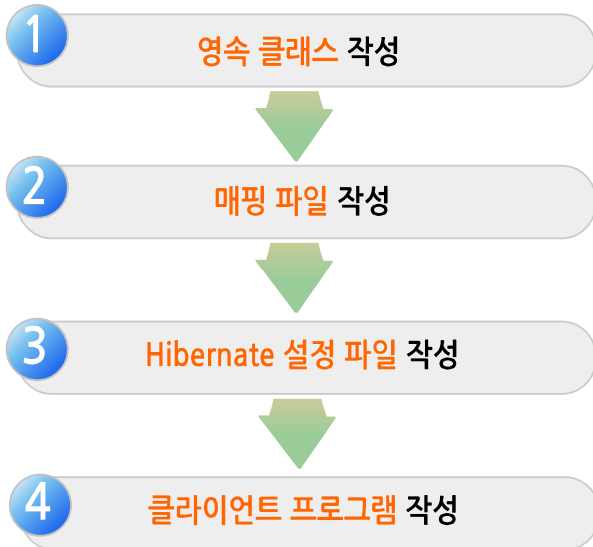 1
영속 클래스 작성
2
매핑 파일 작성
3
Hibernate 설정 파일 작성
4
클라이언트 프로그램 작성